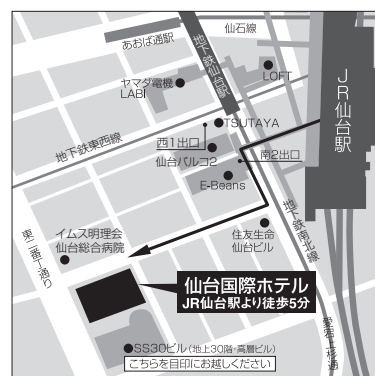 仙石線
あおば通駅
地下鉄仙台駅
JR仙台駅
LOFT
ヤマダ電機
LABI
TSUTAYA
西1出口
地下鉄東西線
仙台パルコ2
南2出口
E-Beans
地下鉄南北線
住友生命
仙台ビル
イムス明理会
仙台総合病院
東二番丁通り
仙台国際ホテル
JR仙台駅より徒歩5分
愛宕上杉通
SS30ビル(地上30階・高層ビル)
こちらを目印にお越しください